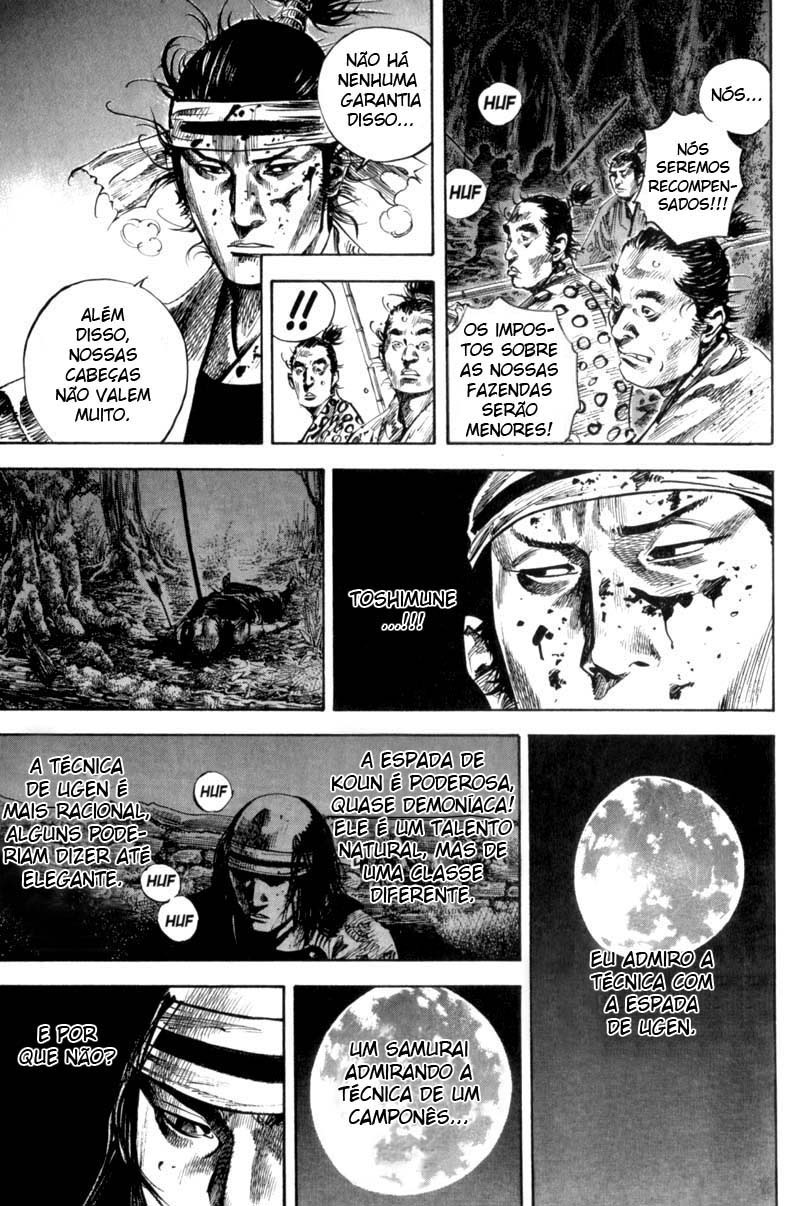 NÓS...
NÓS
SEREMOS
RECOMPEN-
SADOS!!!
HUF
HUF
OS IMPOS-
TOS SOBRE
AS NOSSAS
FAZENDAS
SERÃO
MENORES!
NÃO HÁ
NENHUMA
GARANTIA
DISSO...
!!
ALÉM
DISSO,
NOSSAS
CABEÇAS
NÃO VALEM
MUITO.
TOSHIMUNE
...!!!
EU ADMIRO A
TÉCNICA COM
A ESPADA
DE UGEN.
A ESPADA DE
KOUN É PODEROSA,
QUASE DEMONÍACA!
ELE É UM TALENTO
NATURAL, MAS DE
UMA CLASSE
DIFERENTE.
HUF
HUF
HUF
A TÉCNICA
DE UGEN É
MAIS RACIONAL,
ALGUNS PODE-
RIAM DIZER ATÉ
ELEGANTE.
UM SAMURAI
ADMIRANDO A
TÉCNICA DE UM
CAMPONÊS...
E POR
QUE NÃO?